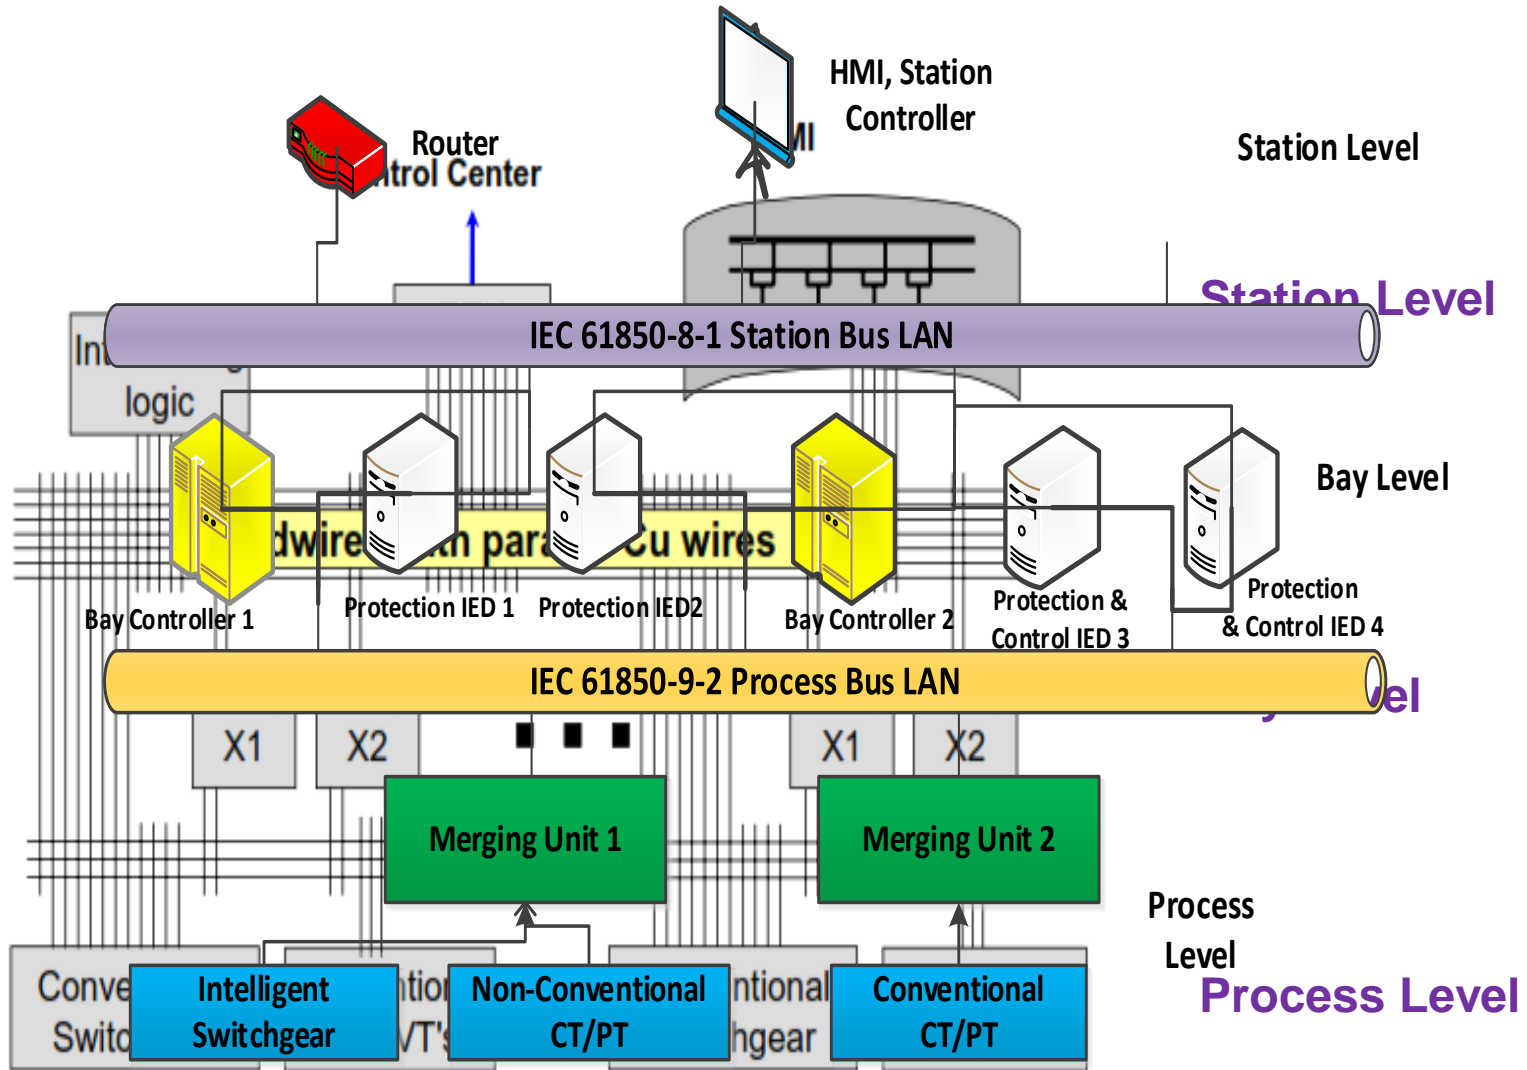 HMI, Station
Controller
Router
Center
Station Level
Station Level
IEC 61850-8-1 Station Bus LAN
logic
Bay Level
wires
Bay Controller 1
Protection IED 1
Protection IED2
Bay Controller 2
Protection &
Control IED 3
Protection
& Control IED 4
IEC 61850-9-2 Process Bus LAN
X1
X2
X1
X2
Merging Unit 1
Merging Unit 2
Process
Level
Process Level
Intelligent
Switchgear
Non-Conventional
CT/PT
Conventional
CT/PT